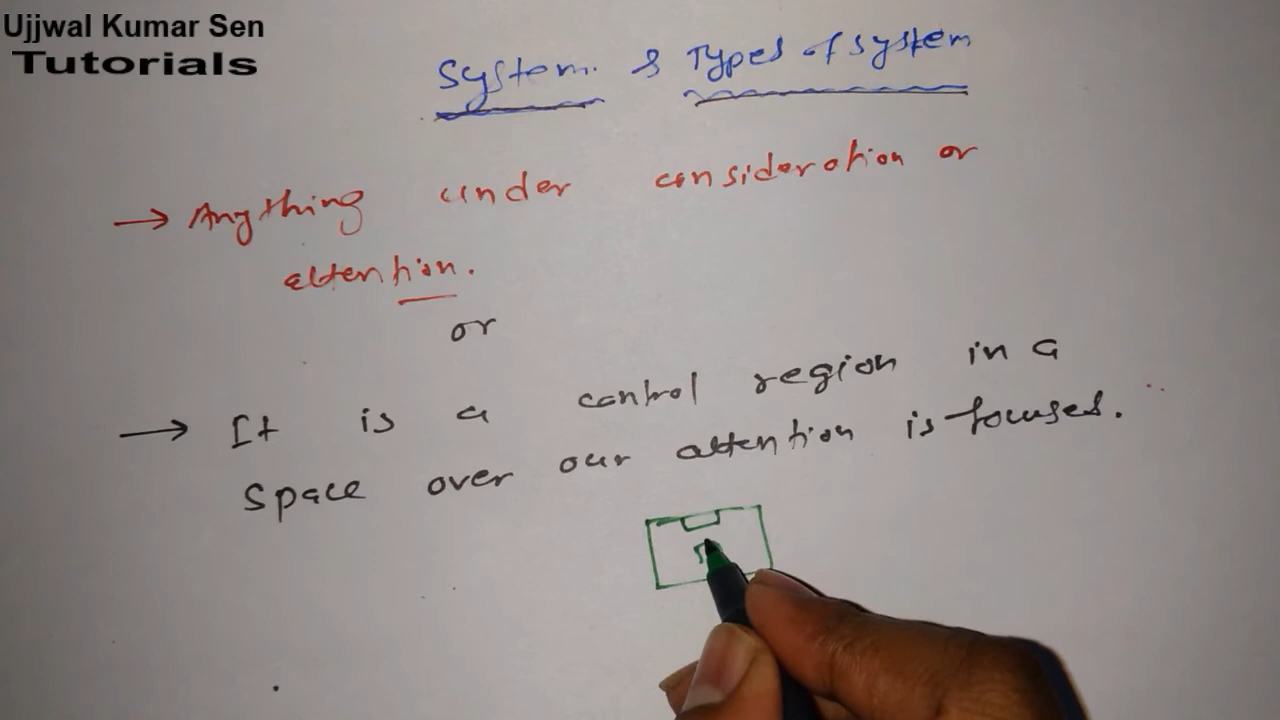 Ujjwal Kumar Sen
Tutorials
System & Types of system
→ Anything under consideration or
attention.
or
→ It is a control region in a
space over our attention is focuses.